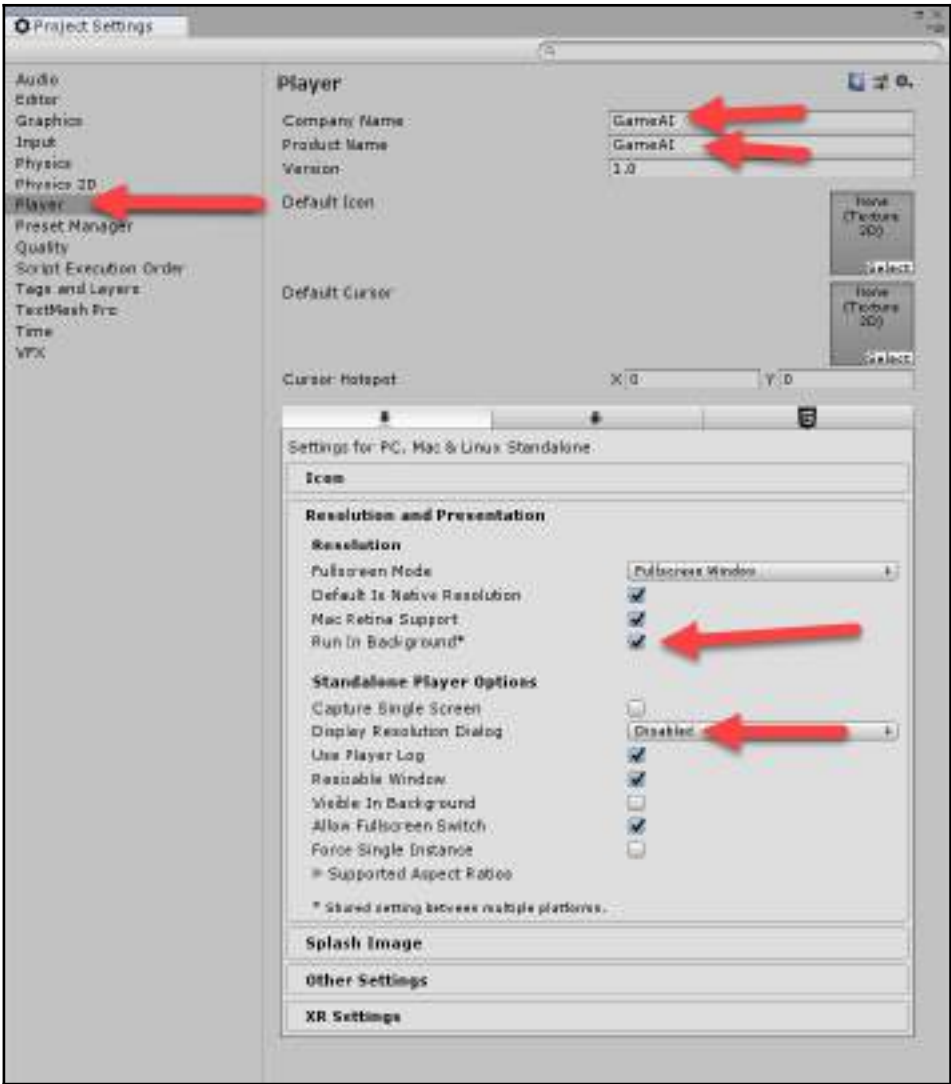 Project Settings
Audio
Editor
Graphics
Input
Physics
Physics 2D
Player
Preset Manager
Quality
Script Execution Order
Tags and Layers
TextMesh Pro
Time
VFX
Player
Company Name GameAI
Product Name GameAI
Version 1.0
Default Icon
None
(Texture
2D)
Select
Default Cursor
None
(Texture
2D)
Select
Cursor Hotspot X 0 Y 0
Settings for PC, Mac & Linux Standalone
Icon
Resolution and Presentation
Resolution
Fullscreen Mode Fullscreen Window
Default Is Native Resolution
Mac Retina Support
Run In Background*
Standalone Player Options
Capture Single Screen
Display Resolution Dialog Disabled
Use Player Log
Resizable Window
Visible In Background
Allow Fullscreen Switch
Force Single Instance
Supported Aspect Ratios
* Shared setting between multiple platforms.
Splash Image
Other Settings
XR Settings